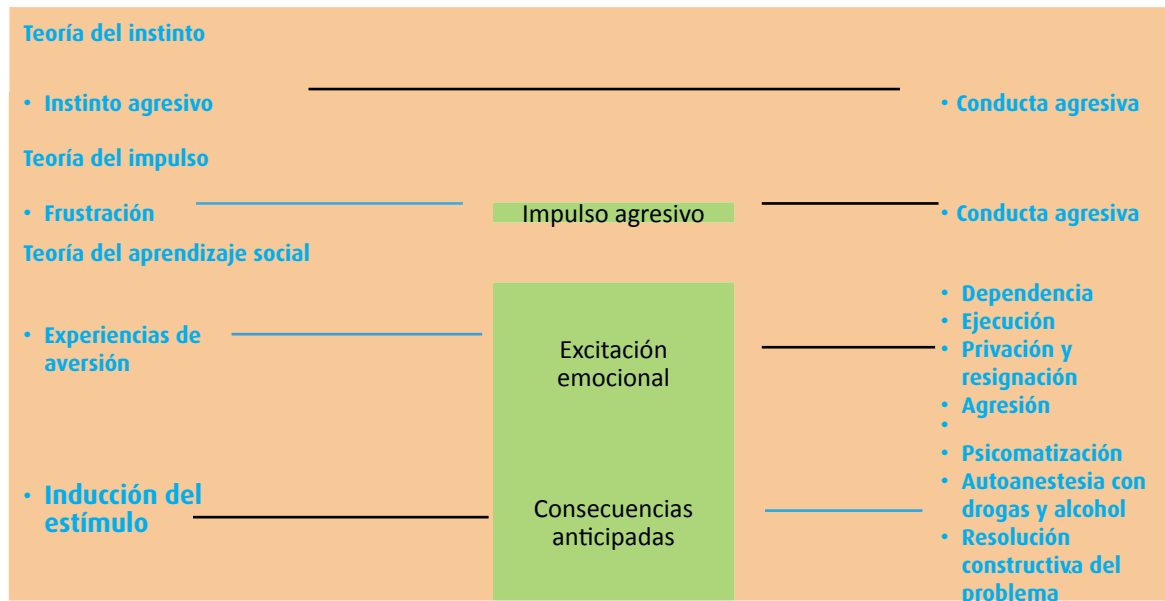 Teoría del instinto
• Instinto agresivo
• Conducta agresiva
Teoría del impulso
• Frustración
Impulso agresivo
• Conducta agresiva
Teoría del aprendizaje social
• Experiencias de
aversión
Excitación
emocional
• Dependencia
• Ejecución
• Privación y
resignación
• Agresión
•
• Inducción del
estímulo
Consecuencias
anticipadas
• Psicomatización
• Autoanestesia con
drogas y alcohol
• Resolución
constructiva del
problema